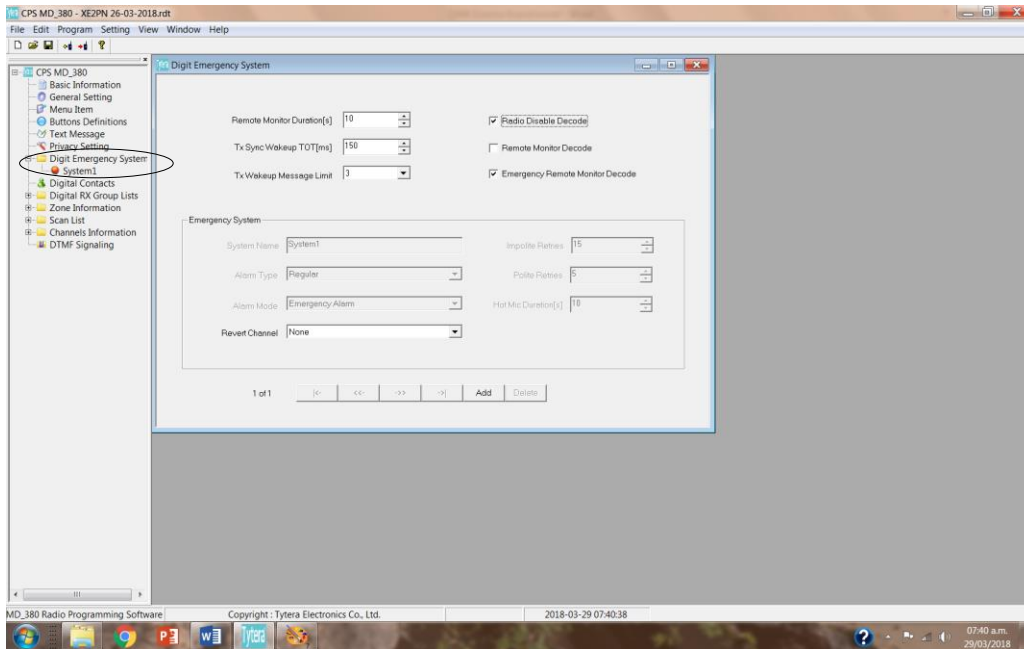 CPS MD_380 - XE2PN 26-03-2018.rdt
File Edit Program Setting View Window Help
CPS MD_380
Basic Information
General Setting
Menu Item
Buttons Definitions
Text Message
Privacy Setting
Digit Emergency System
System1
Digital Contacts
Digital RX Group Lists
Zone Information
Scan List
Channels Information
DTMF Signaling
Digit Emergency System
Remote Monitor Duration[s] 10
Radio Disable Decode
Tx Sync Wakeup TOT[ms] 150
Remote Monitor Decode
Tx Wakeup Message Limit 3
Emergency Remote Monitor Decode
Emergency System
System Name System1
Impolite Retries 15
Alarm Type Regular
Polite Retries 5
Alarm Mode Emergency Alarm
Hot Mic Duration[s] 10
Revert Channel None
1 of 1 |<- <<- ->> ->| Add Delete
MD_380 Radio Programming Software Copyright : Tytera Electronics Co., Ltd. 2018-03-29 07:40:38
Tytera
07:40 a.m.
29/03/2018